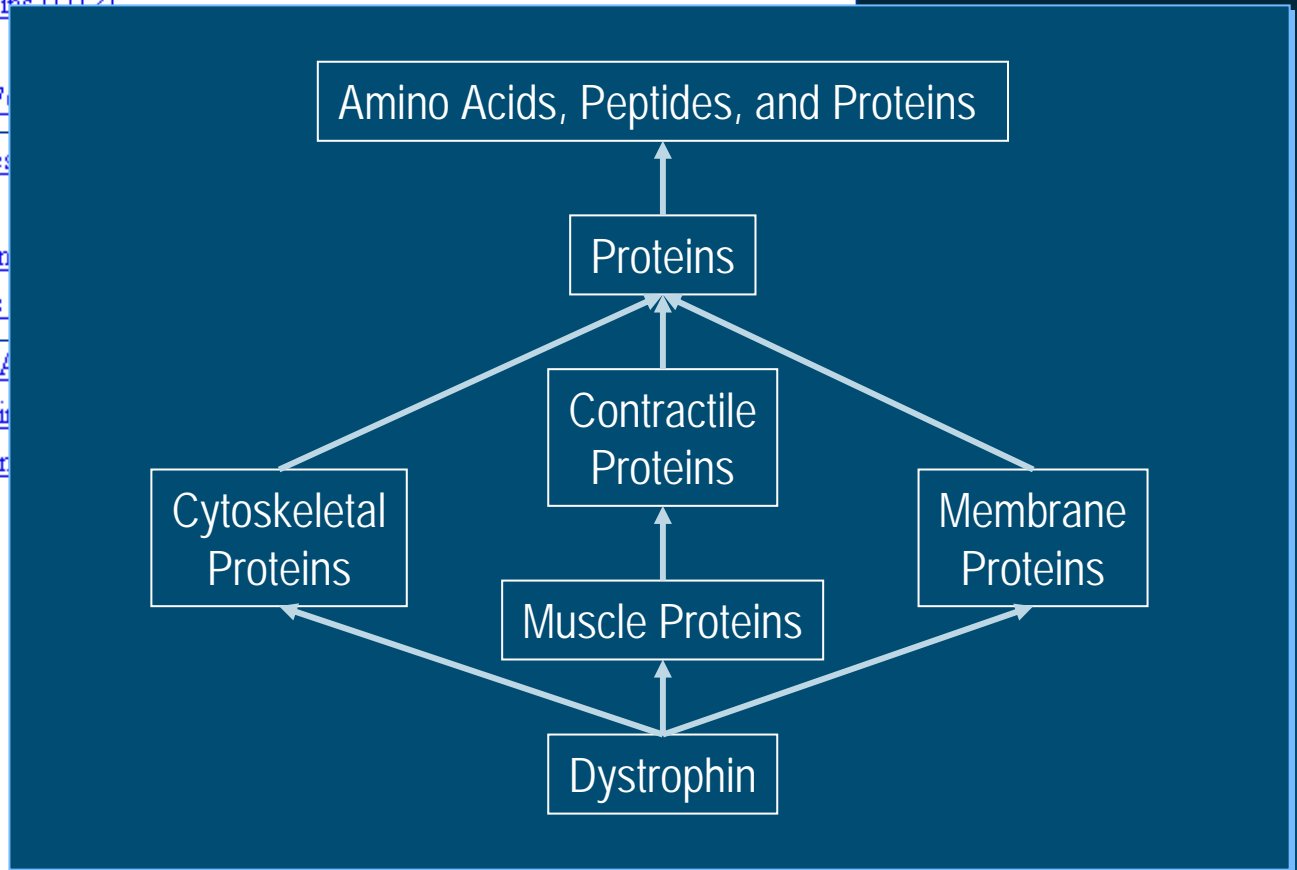 Amino Acids, Peptides, and Proteins
Proteins
Contractile
Proteins
Cytoskeletal
Proteins
Membrane
Proteins
Muscle Proteins
Dystrophin